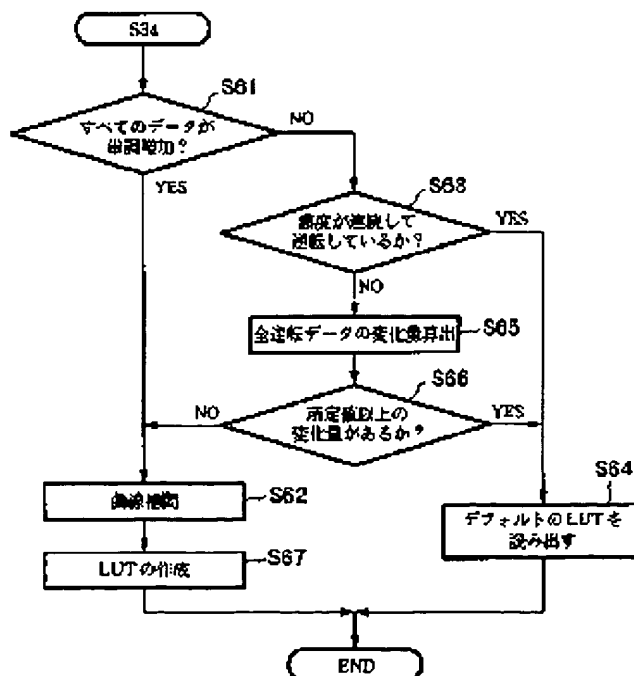 S34
S61
すべてのデータが
単調増加?
NO
YES
S63
濃度が連続して
逆転しているか?
YES
NO
全逆転データの変化量算出
S65
S66
所定値以上の
変化量があるか?
NO
YES
曲線補間
S62
S64
デフォルトのLUTを
読み出す
LUTの作成
S67
END